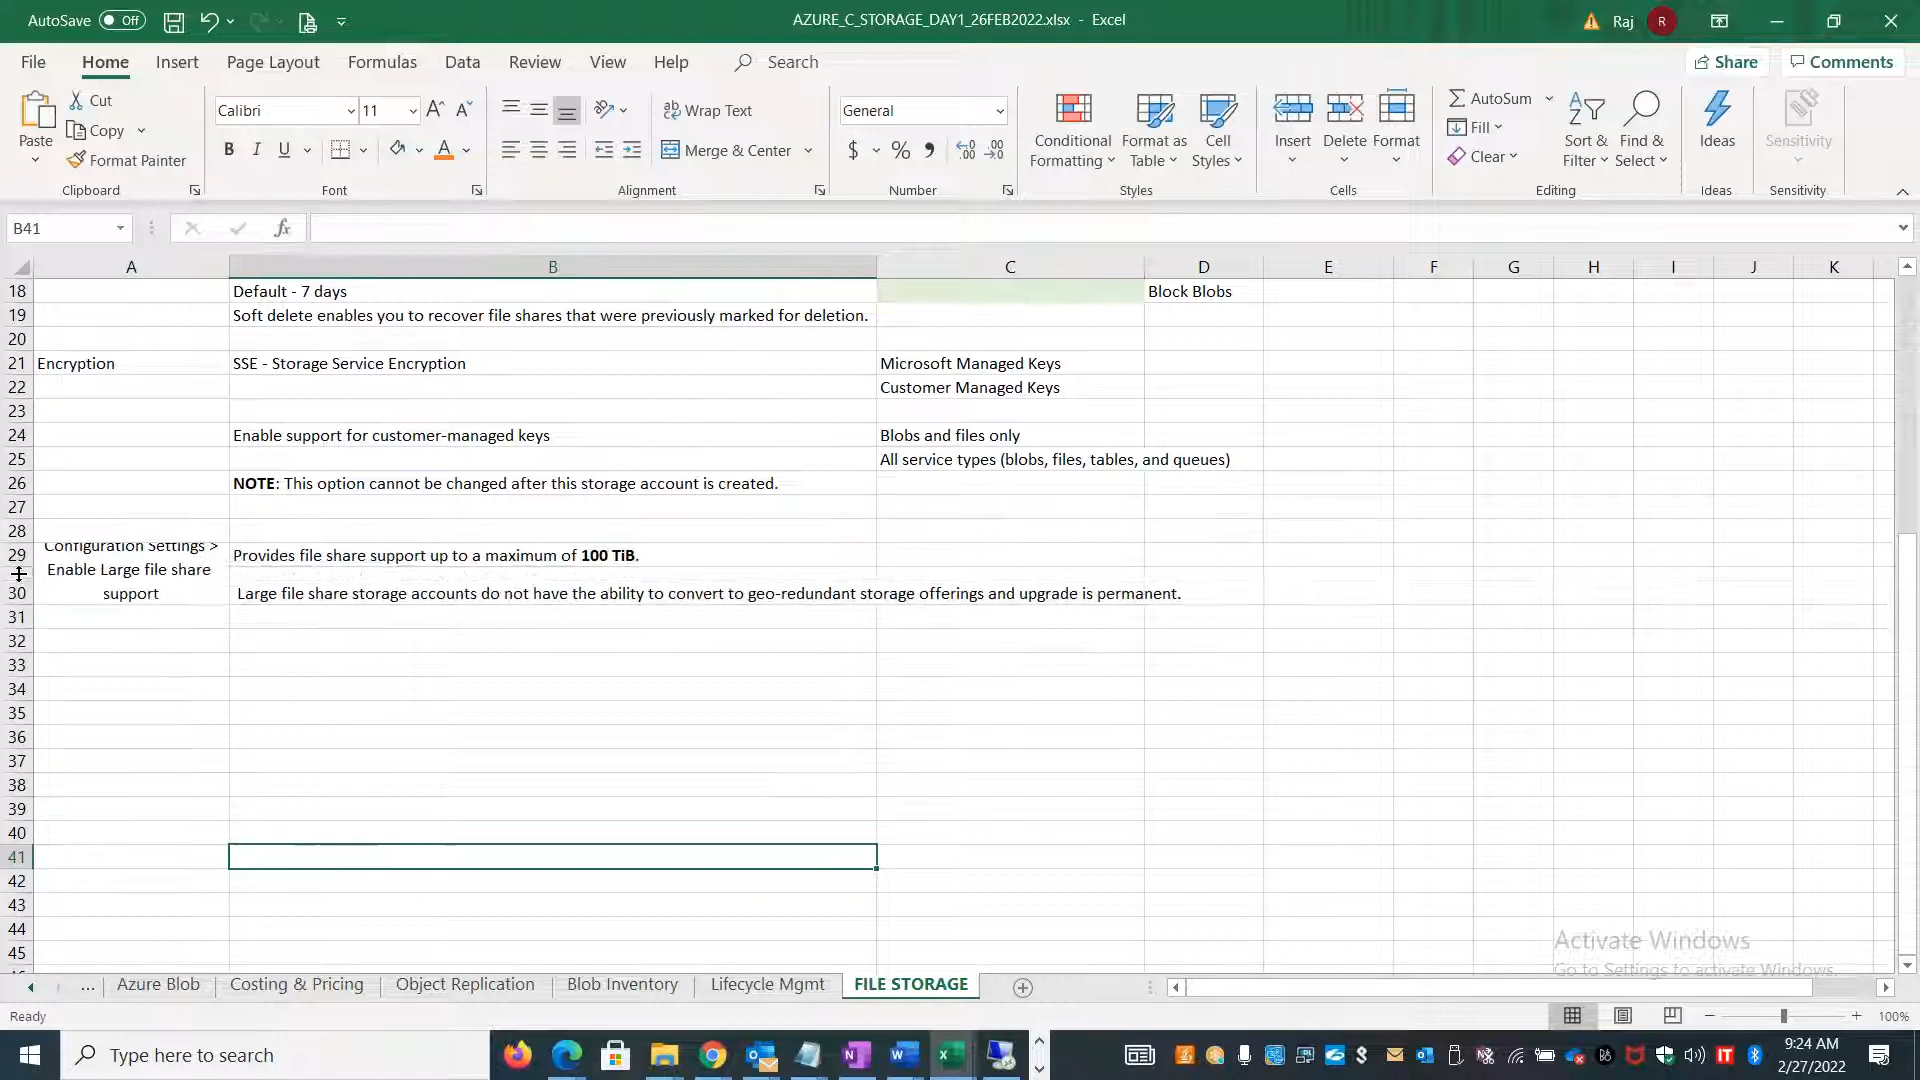 AutoSave Off
AZURE_C_STORAGE_DAY1_26FEB2022.xlsx - Excel
Raj R
File Home Insert Page Layout Formulas Data Review View Help Search
Share Comments
Paste
Cut
Copy
Format Painter
Clipboard
Calibri 11
B I U
Font
Wrap Text
Merge & Center
Alignment
General
$ %
Number
Conditional Formatting
Format as Table
Cell Styles
Styles
Insert Delete Format
Cells
AutoSum
Fill
Clear
Sort & Filter
Find & Select
Editing
Ideas
Ideas
Sensitivity
Sensitivity
B41
fx
A B C D E F G H I J K
18 Default - 7 days Block Blobs
19 Soft delete enables you to recover file shares that were previously marked for deletion.
20
21 Encryption SSE - Storage Service Encryption Microsoft Managed Keys
22 Customer Managed Keys
23
24 Enable support for customer-managed keys Blobs and files only
25 All service types (blobs, files, tables, and queues)
26 NOTE: This option cannot be changed after this storage account is created.
27
28
29 Configuration Settings > Enable Large file share support Provides file share support up to a maximum of 100 TiB.
30 Large file share storage accounts do not have the ability to convert to geo-redundant storage offerings and upgrade is permanent.
31
32
33
34
35
36
37
38
39
40
41
42
43
44
45
Activate Windows
Go to Settings to activate Windows.
... Azure Blob Costing & Pricing Object Replication Blob Inventory Lifecycle Mgmt FILE STORAGE
Ready
100%
Type here to search
9:24 AM
2/27/2022